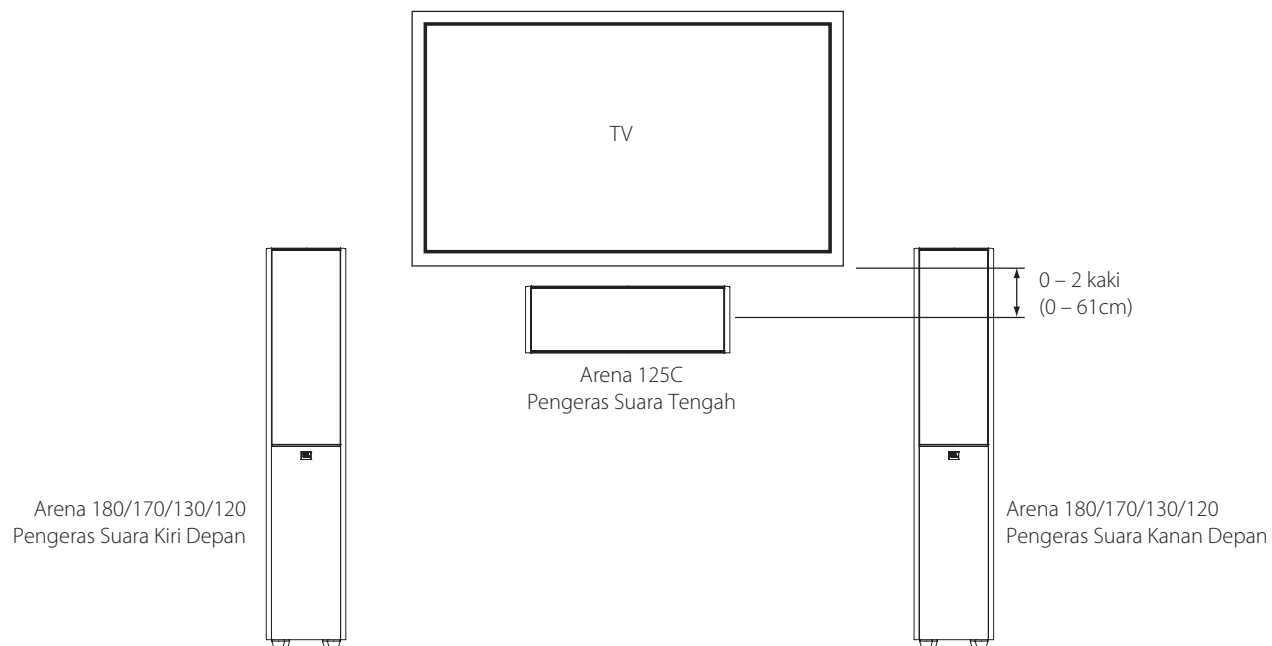 TV
0 – 2 kaki
(0 – 61cm)
Arena 125C
Pengeras Suara Tengah
Arena 180/170/130/120
Pengeras Suara Kiri Depan
Arena 180/170/130/120
Pengeras Suara Kanan Depan